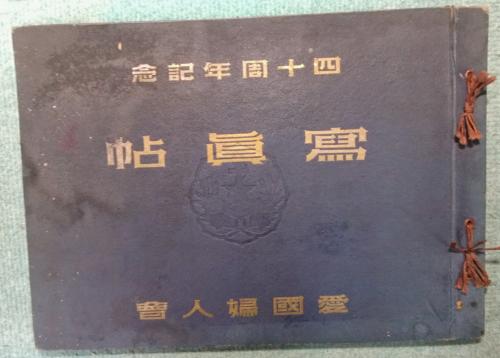 四十周年記念
寫眞帖
愛國婦人會